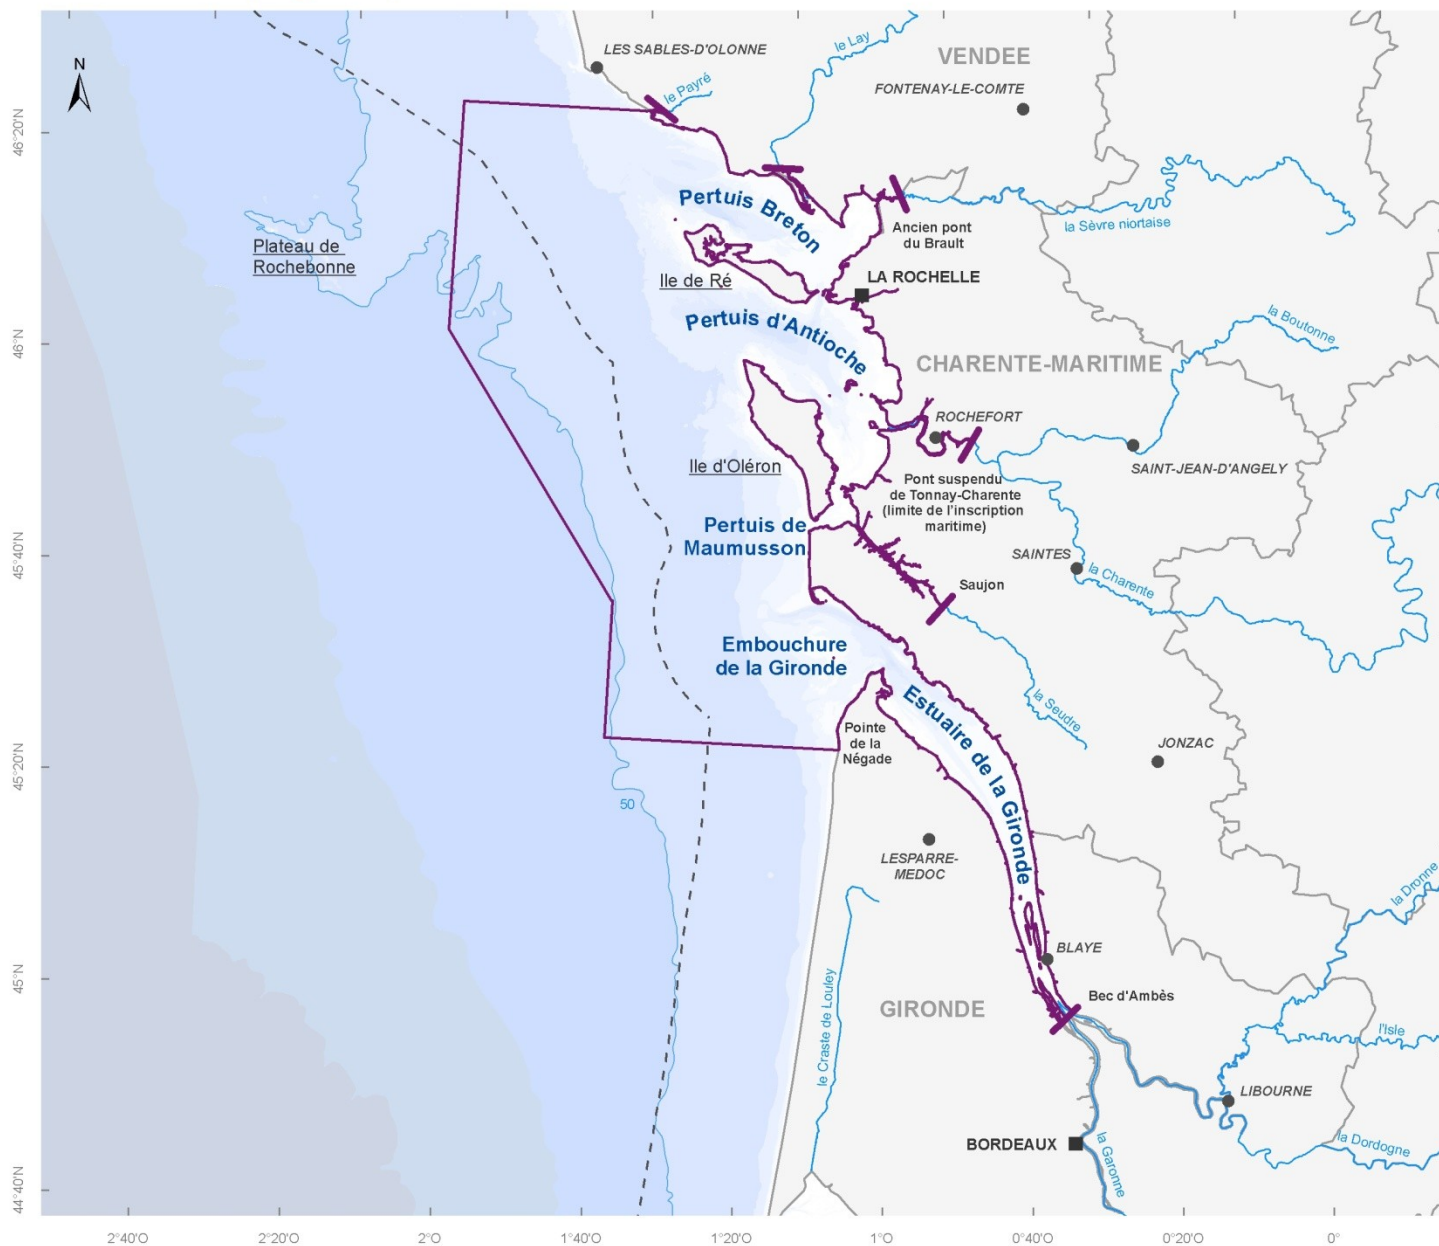 N
LES SABLES-D'OLONNE
le Payré
le Lay
VENDEE
FONTENAY-LE-COMTE
46°20'N
Pertuis Breton
Ancien pont
du Brault
la Sèvre niortaise
Plateau de
Rochebonne
Ile de Ré
LA ROCHELLE
Pertuis d'Antioche
la Boutonne
46°N
CHARENTE-MARITIME
ROCHEFORT
SAINT-JEAN-D'ANGELY
Ile d'Oléron
Pont suspendu
de Tonnay-Charente
(limite de l'inscription
maritime)
Pertuis de
Maumusson
45°40'N
SAINTES
la Charente
Saujon
Embouchure
de la Gironde
la Seudre
Estuaire de la Gironde
Pointe
de la
Négade
JONZAC
45°20'N
50
LESPARRE-
MEDOC
la Dronne
le Craste de Louley
BLAYE
45°N
GIRONDE
Bec d'Ambès
l'Isle
LIBOURNE
BORDEAUX
la Garonne
la Dordogne
44°40'N
2°40'O
2°20'O
2°O
1°40'O
1°20'O
1°O
0°40'O
0°20'O
0°